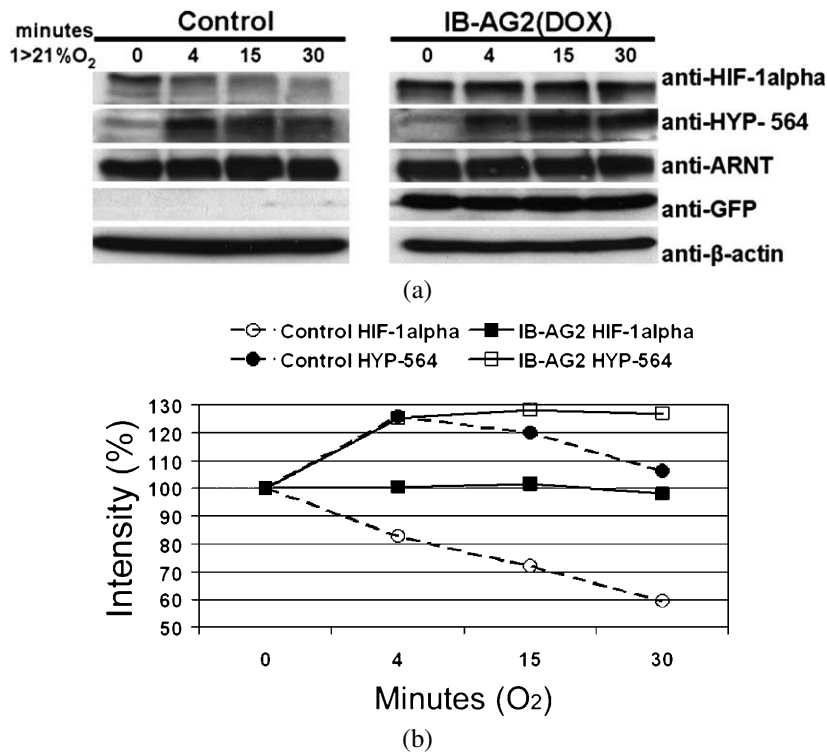 Control IB-AG2(DOX)
minutes
1>21%O₂ 0 4 15 30 0 4 15 30
anti-HIF-1alpha
anti-HYP- 564
anti-ARNT
anti-GFP
anti-β-actin
(a)
Control HIF-1alpha IB-AG2 HIF-1alpha
Control HYP-564 IB-AG2 HYP-564
130
120
110
100
90
80
70
60
50
Intensity (%)
0 4 15 30
Minutes (O₂)
(b)